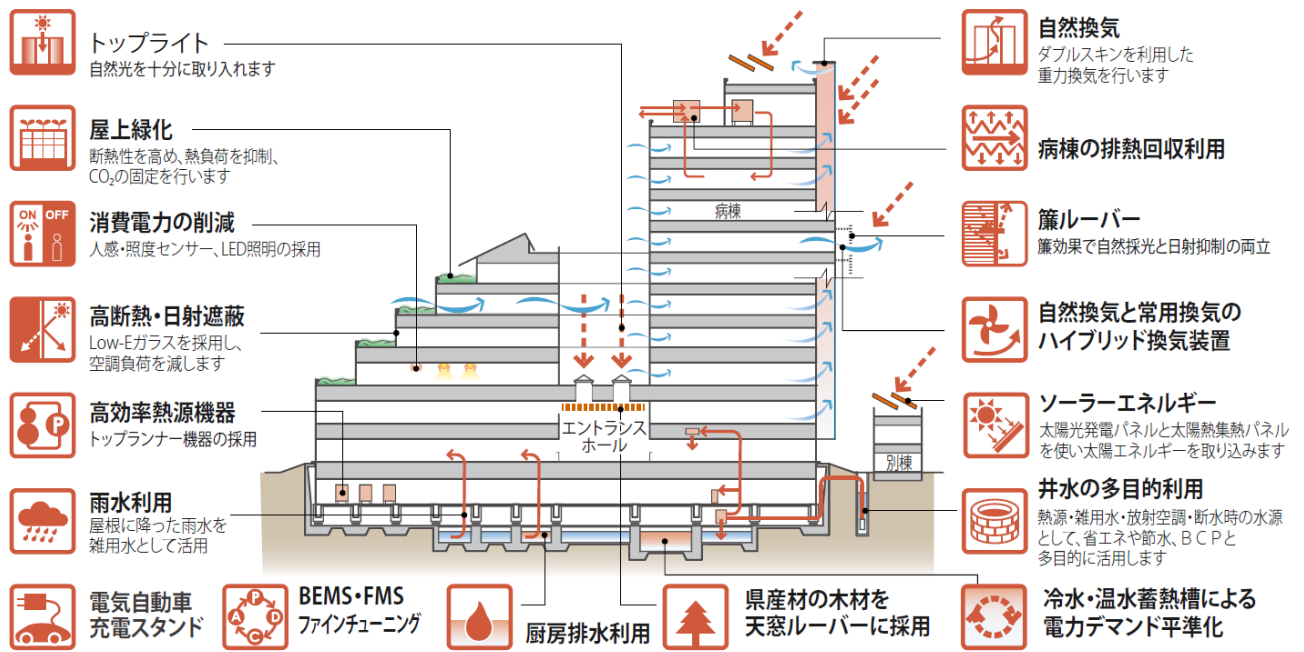 トップライト
自然光を十分に取り入れます
屋上緑化
断熱性を高め、熱負荷を抑制、
CO₂の固定を行います
ON OFF
消費電力の削減
人感・照度センサー、LED照明の採用
高断熱・日射遮蔽
Low-Eガラスを採用し、
空調負荷を減します
P
高効率熱源機器
トップランナー機器の採用
雨水利用
屋根に降った雨水を
雑用水として活用
電気自動車
充電スタンド
P
A D
C
BEMS・FMS
ファインチューニング
厨房排水利用
県産材の木材を
天窓ルーバーに採用
病棟
エントランス
ホール
別棟
自然換気
ダブルスキンを利用した
重力換気を行います
病棟の排熱回収利用
簾ルーバー
簾効果で自然採光と日射抑制の両立
自然換気と常用換気の
ハイブリッド換気装置
ソーラーエネルギー
太陽光発電パネルと太陽熱集熱パネル
を使い太陽エネルギーを取り込みます
井水の多目的利用
熱源・雑用水・放射空調・断水時の水源
として、省エネや節水、ＢＣＰと
多目的に活用します
冷水・温水蓄熱槽による
電力デマンド平準化